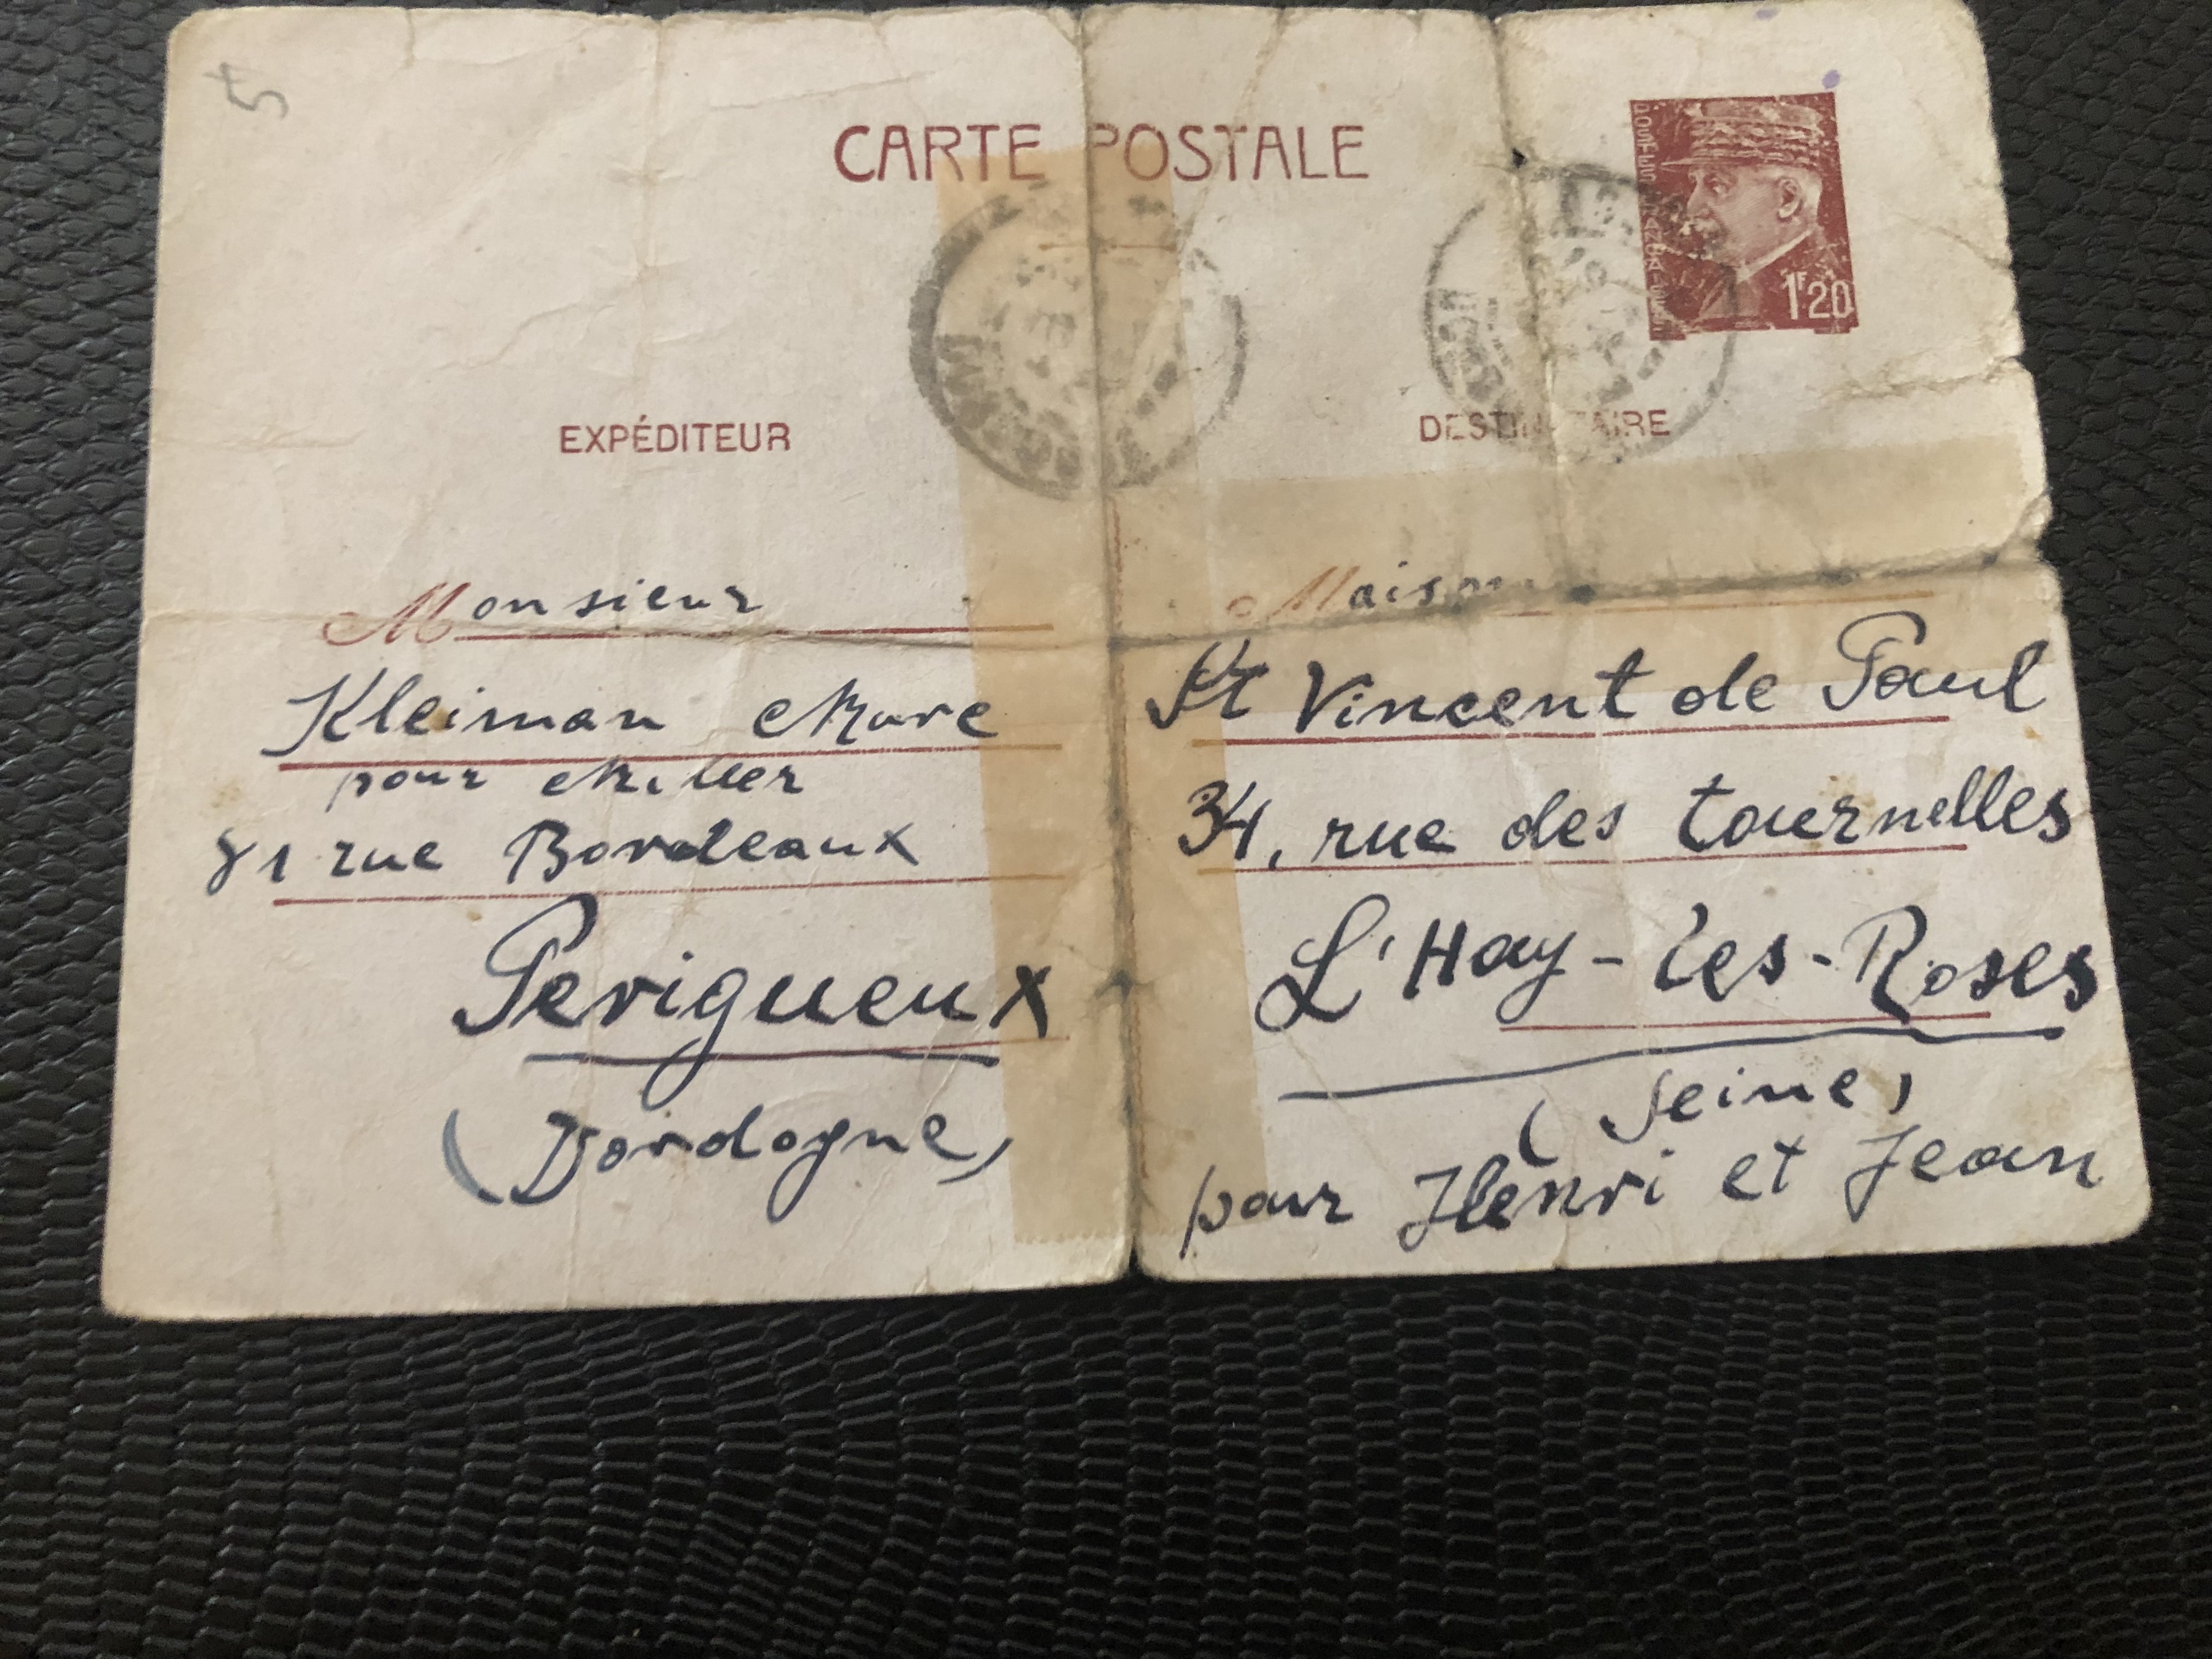 5
CARTE POSTALE
POSTES FRANÇAISES
1F20
EXPÉDITEUR
Monsieur
Kleiman Mare
pour Miller
81 rue Bordeaux
Perigueux
(Dordogne)
DESTINATAIRE
Maison
St Vincent de Paul
34, rue des tournelles
L'Hay-les-Roses
(Seine)
pour Henri et Jean